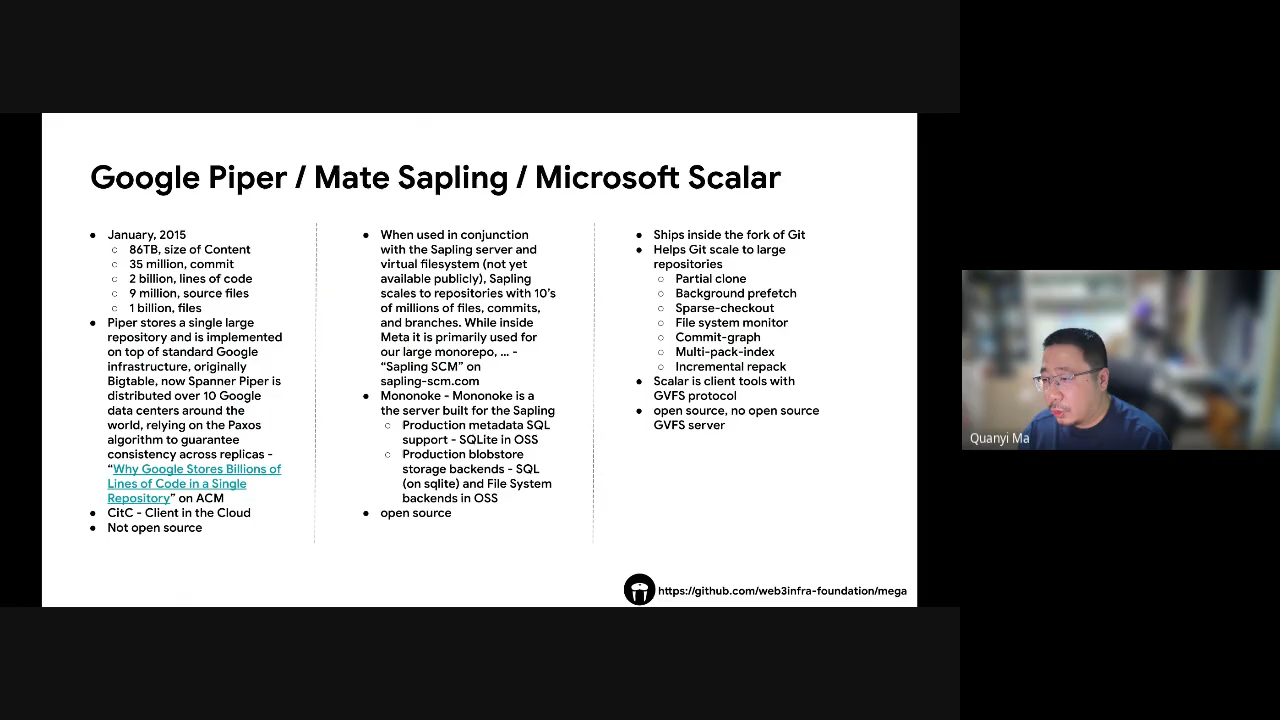 Google Piper / Mate Sapling / Microsoft Scalar
● January, 2015
○ 86TB, size of Content
○ 35 million, commit
○ 2 billion, lines of code
○ 9 million, source files
○ 1 billion, files
● Piper stores a single large
repository and is implemented
on top of standard Google
infrastructure, originally
Bigtable, now Spanner Piper is
distributed over 10 Google
data centers around the
world, relying on the Paxos
algorithm to guarantee
consistency across replicas -
“Why Google Stores Billions of
Lines of Code in a Single
Repository” on ACM
● CitC - Client in the Cloud
● Not open source
● When used in conjunction
with the Sapling server and
virtual filesystem (not yet
available publicly), Sapling
scales to repositories with 10’s
of millions of files, commits,
and branches. While inside
Meta it is primarily used for
our large monorepo, ... -
“Sapling SCM” on
sapling-scm.com
● Mononoke - Mononoke is a
the server built for the Sapling
○ Production metadata SQL
support - SQLite in OSS
○ Production blobstore
storage backends - SQL
(on sqlite) and File System
backends in OSS
● open source
● Ships inside the fork of Git
● Helps Git scale to large
repositories
○ Partial clone
○ Background prefetch
○ Sparse-checkout
○ File system monitor
○ Commit-graph
○ Multi-pack-index
○ Incremental repack
● Scalar is client tools with
GVFS protocol
● open source, no open source
GVFS server
https://github.com/web3infra-foundation/mega
Quanyi Ma